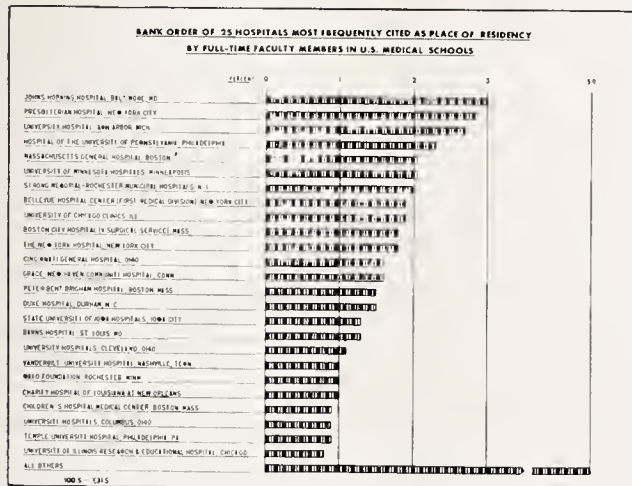 RANK ORDER OF 25 HOSPITALS MOST FREQUENTLY CITED AS PLACE OF RESIDENCY
BY FULL-TIME FACULTY MEMBERS IN U.S. MEDICAL SCHOOLS
PERCENT 0 1 2 3 59
JOHNS HOPKINS HOSPITAL, BALTIMORE, MD
PRESBYTERIAN HOSPITAL, NEW YORK CITY
UNIVERSITY HOSPITAL ANN ARBOR MICH
HOSPITAL OF THE UNIVERSITY OF PENNSYLVANIA, PHILADELPHIA
MASSACHUSETTS GENERAL HOSPITAL BOSTON
UNIVERSITY OF MINNESOTA HOSPITALS MINNEAPOLIS
STRONG MEMORIAL-ROCHESTER MUNICIPAL HOSPITALS N.Y.
BELLEVUE HOSPITAL CENTER (FIRST MEDICAL DIVISION) NEW YORK CITY
UNIVERSITY OF CHICAGO CLINICS, ILL
BOSTON CITY HOSPITAL (V SURGICAL SERVICE) MASS
THE NEW YORK HOSPITAL, NEW YORK CITY
CINCINNATI GENERAL HOSPITAL, OHIO
GRACE, NEW HAVEN COMMUNITY HOSPITAL, CONN
PETER BENT BRIGHAM HOSPITAL BOSTON MASS
DUKE HOSPITAL, DURHAM, N.C
STATE UNIVERSITY OF IOWA HOSPITALS, IOWA CITY
BARNES HOSPITAL ST. LOUIS, MO
UNIVERSITY HOSPITALS, CLEVELAND, OHIO
VANDERBILT UNIVERSITY HOSPITAL, NASHVILLE, TENN
FOUNDATION ROCHESTER MINN
CHARITY HOSPITAL OF LOUISIANA AT NEW ORLEANS
CHILDREN'S HOSPITAL MEDICAL CENTER BOSTON MASS
UNIVERSITY HOSPITALS, COLUMBUS, OHIO
TEMPLE UNIVERSITY HOSPITAL, PHILADELPHIA, PA
UNIVERSITY OF ILLINOIS RESEARCH & EDUCATIONAL HOSPITAL, CHICAGO
ALL OTHERS